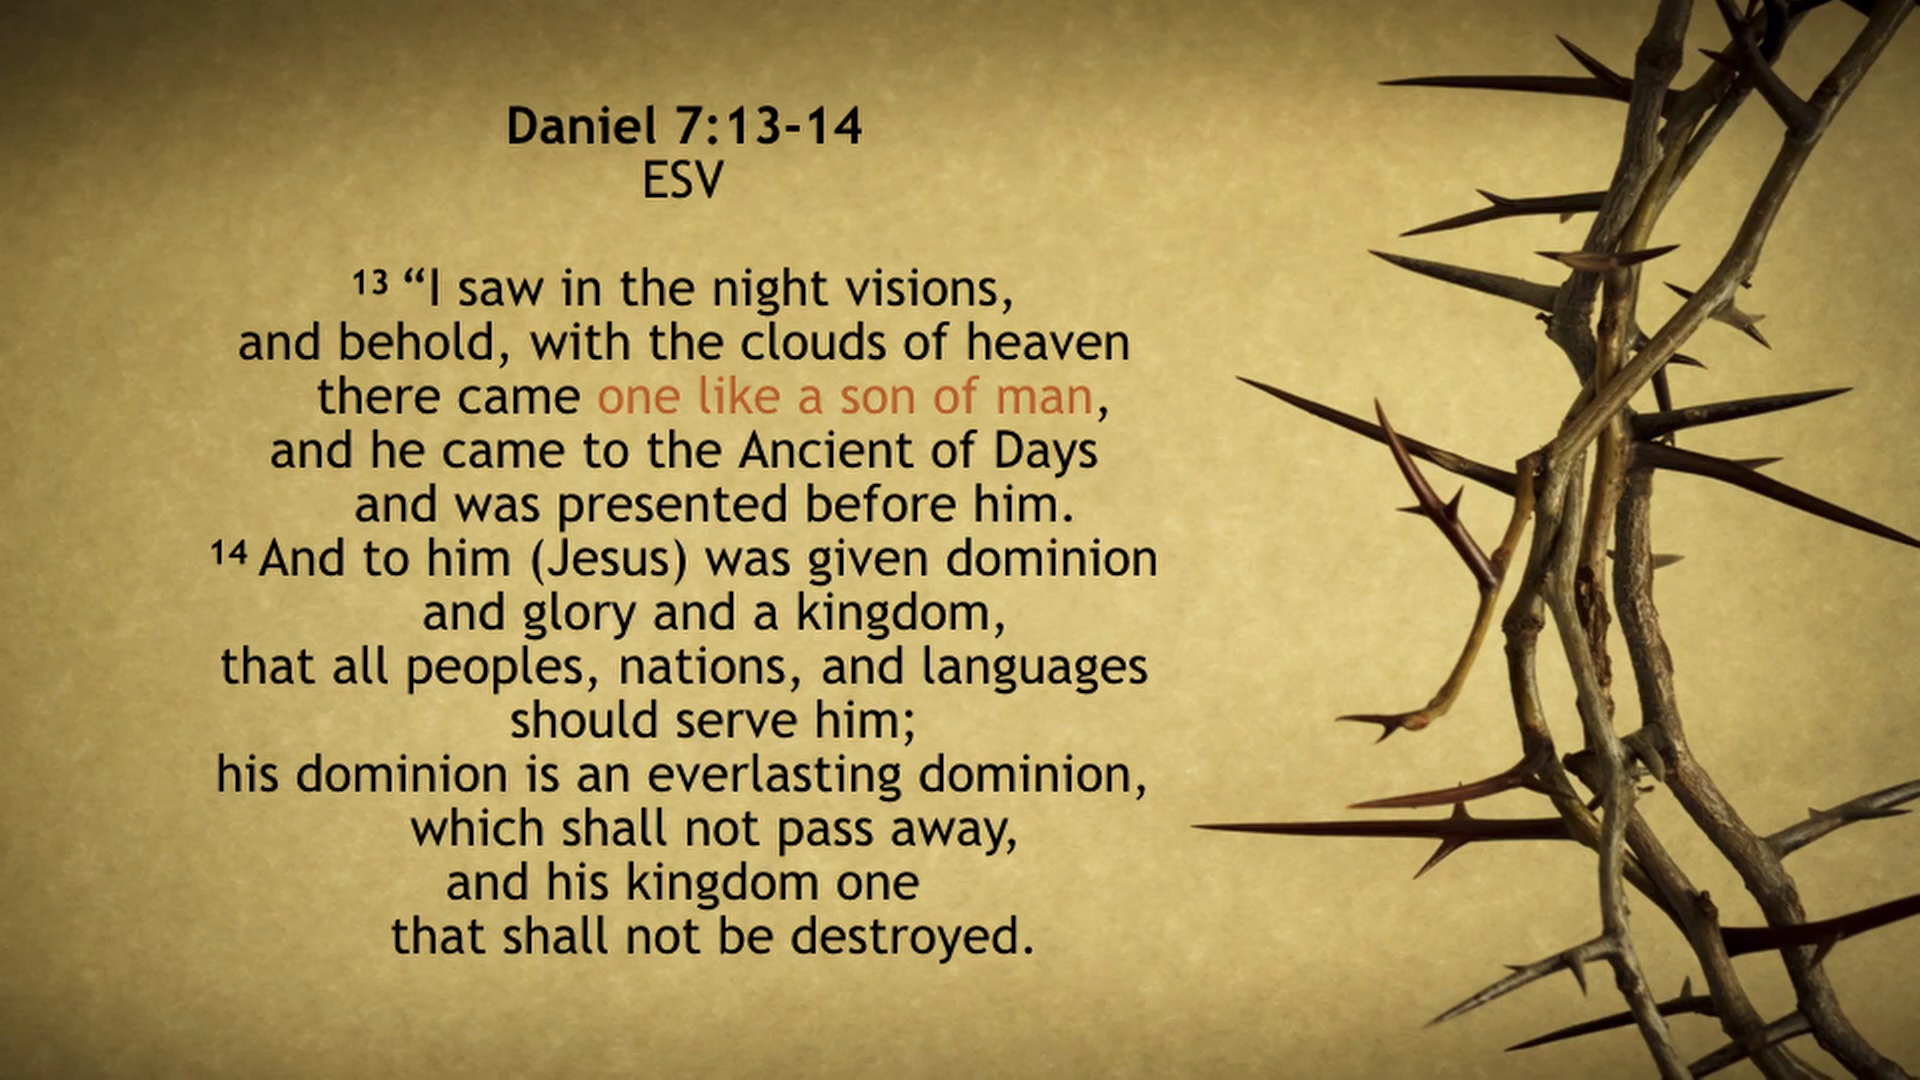 Daniel 7:13-14
ESV
13 “I saw in the night visions,
and behold, with the clouds of heaven
there came one like a son of man,
and he came to the Ancient of Days
and was presented before him.
14 And to him (Jesus) was given dominion
and glory and a kingdom,
that all peoples, nations, and languages
should serve him;
his dominion is an everlasting dominion,
which shall not pass away,
and his kingdom one
that shall not be destroyed.